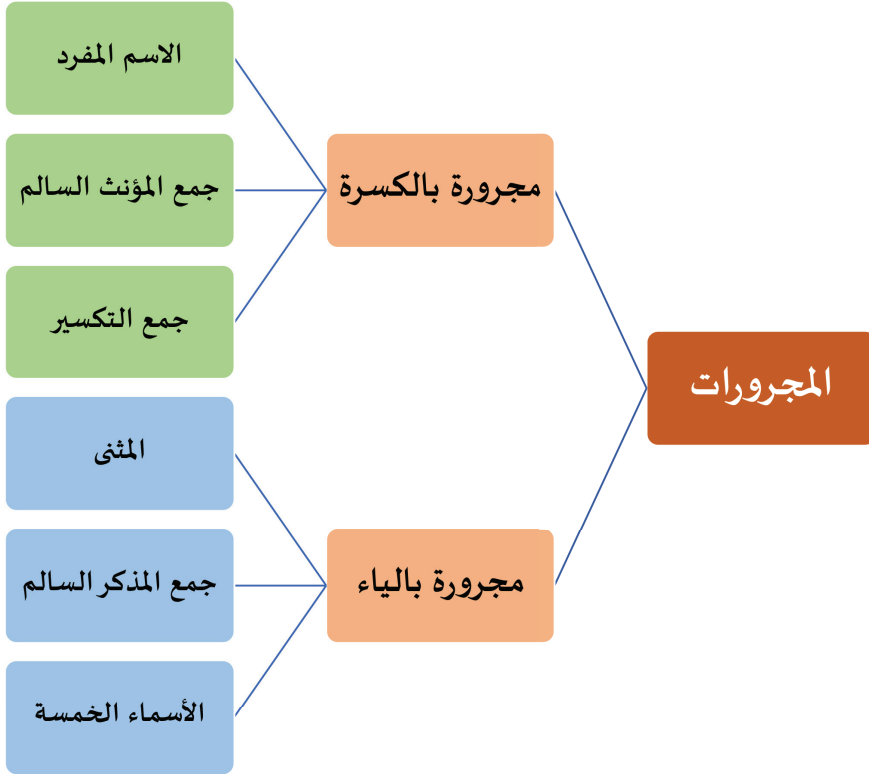 المجرورات
مجرورة بالكسرة
الاسم المفرد
جمع المؤنث السالم
جمع التكسير
مجرورة بالياء
المثنى
جمع المذكر السالم
الأسماء الخمسة